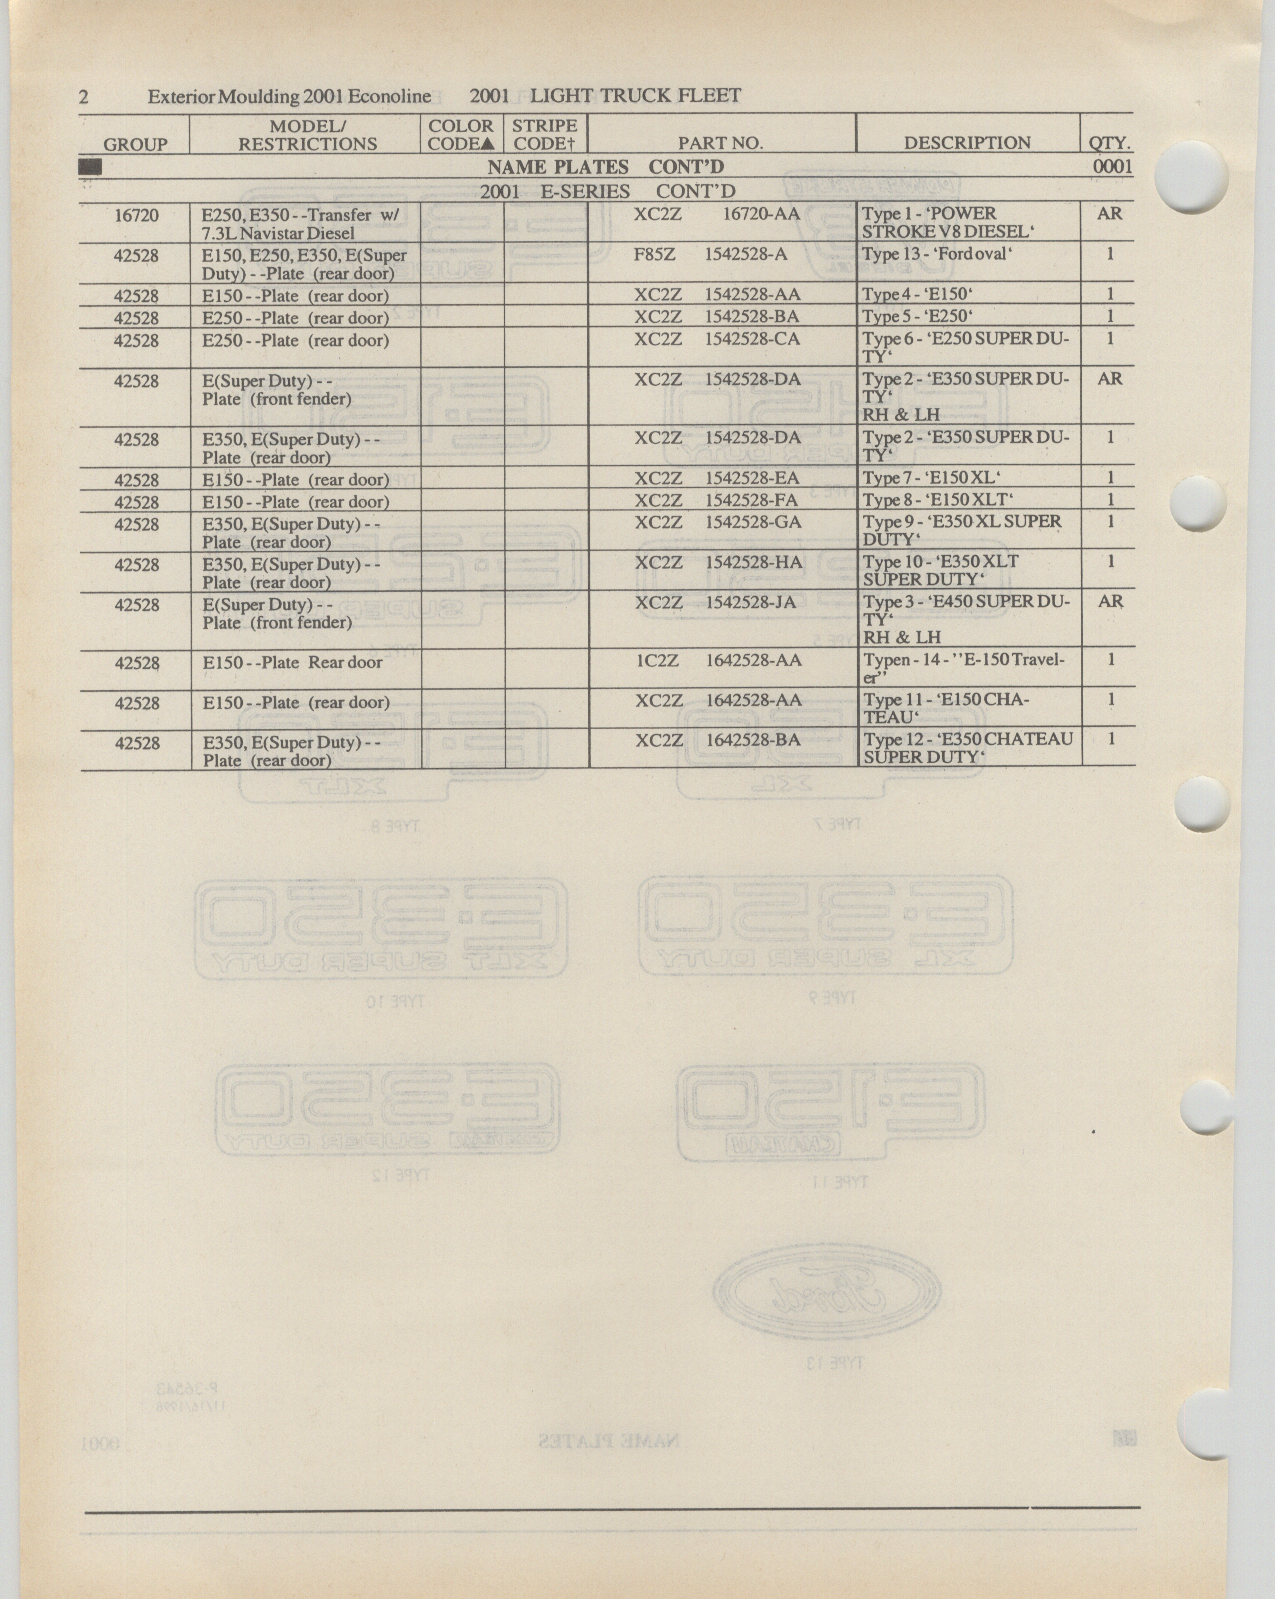 2 Exterior Moulding 2001 Econoline 2001 LIGHT TRUCK FLEET
GROUP MODEL/ RESTRICTIONS COLOR CODE▲ STRIPE CODE† PART NO. DESCRIPTION QTY.
NAME PLATES CONT'D 0001
2001 E-SERIES CONT'D
16720 E250, E350--Transfer w/ XC2Z 16720-AA Type 1 - ‘POWER AR
7.3L Navistar Diesel STROKE V8 DIESEL‘
42528 E150, E250, E350, E(Super F85Z 1542528-A Type 13 - ‘Ford oval‘ 1
Duty)--Plate (rear door)
42528 E150--Plate (rear door) XC2Z 1542528-AA Type 4 - ‘E150‘ 1
42528 E250--Plate (rear door) XC2Z 1542528-BA Type 5 - ‘E250‘ 1
42528 E250--Plate (rear door) XC2Z 1542528-CA Type 6 - ‘E250 SUPER DU- 1
TY‘
42528 E(Super Duty)-- XC2Z 1542528-DA Type 2 - ‘E350 SUPER DU- AR
Plate (front fender) TY‘
RH & LH
42528 E350, E(Super Duty)-- XC2Z 1542528-DA Type 2 - ‘E350 SUPER DU- 1
Plate (rear door) TY‘
42528 E150--Plate (rear door) XC2Z 1542528-EA Type 7 - ‘E150 XL‘ 1
42528 E150--Plate (rear door) XC2Z 1542528-FA Type 8 - ‘E150 XLT‘ 1
42528 E350, E(Super Duty)-- XC2Z 1542528-GA Type 9 - ‘E350 XL SUPER 1
Plate (rear door) DUTY‘
42528 E350, E(Super Duty)-- XC2Z 1542528-HA Type 10 - ‘E350 XLT 1
Plate (rear door) SUPER DUTY‘
42528 E(Super Duty)-- XC2Z 1542528-JA Type 3 - ‘E450 SUPER DU- AR
Plate (front fender) TY‘
RH & LH
42528 E150--Plate Rear door 1C2Z 1642528-AA Typen - 14 - ”E-150 Travel- 1
er”
42528 E150--Plate (rear door) XC2Z 1642528-AA Type 11 - ‘E150 CHA- 1
TEAU‘
42528 E350, E(Super Duty)-- XC2Z 1642528-BA Type 12 - ‘E350 CHATEAU 1
Plate (rear door) SUPER DUTY‘